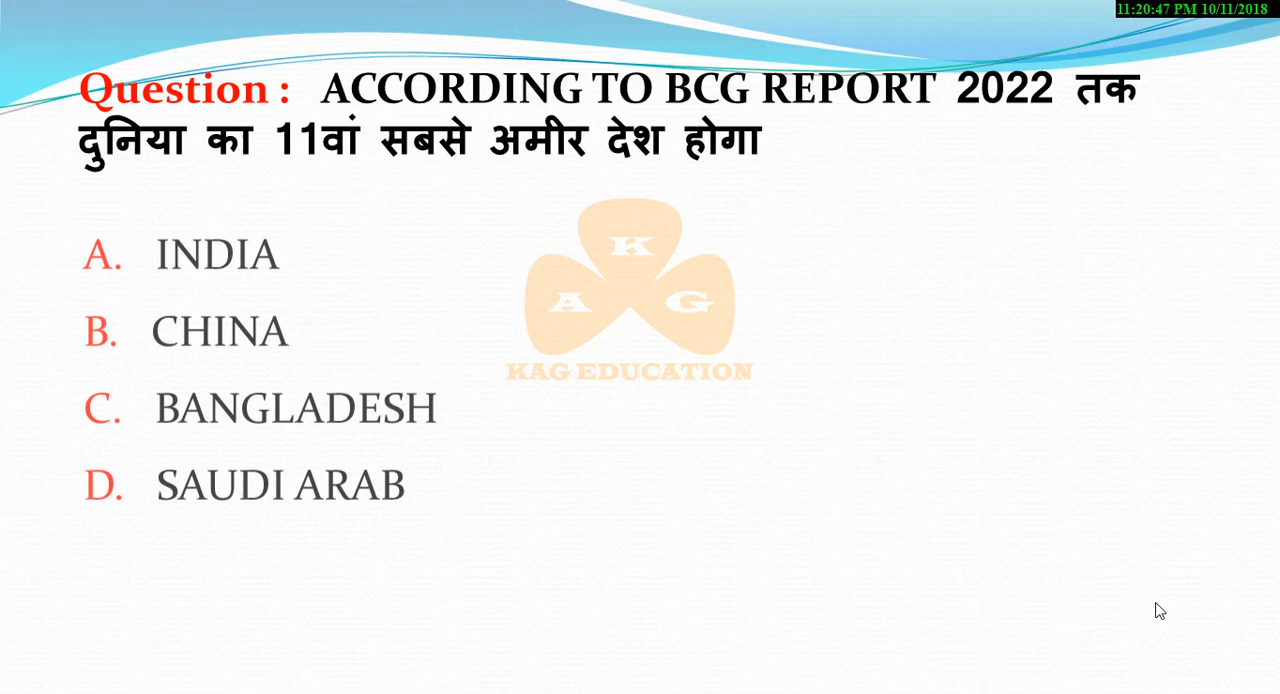 11:20:47 PM 10/11/2018
Question : ACCORDING TO BCG REPORT 2022 तक
दुनिया का 11वां सबसे अमीर देश होगा
K
A G
KAG EDUCATION
A. INDIA
B. CHINA
C. BANGLADESH
D. SAUDI ARAB